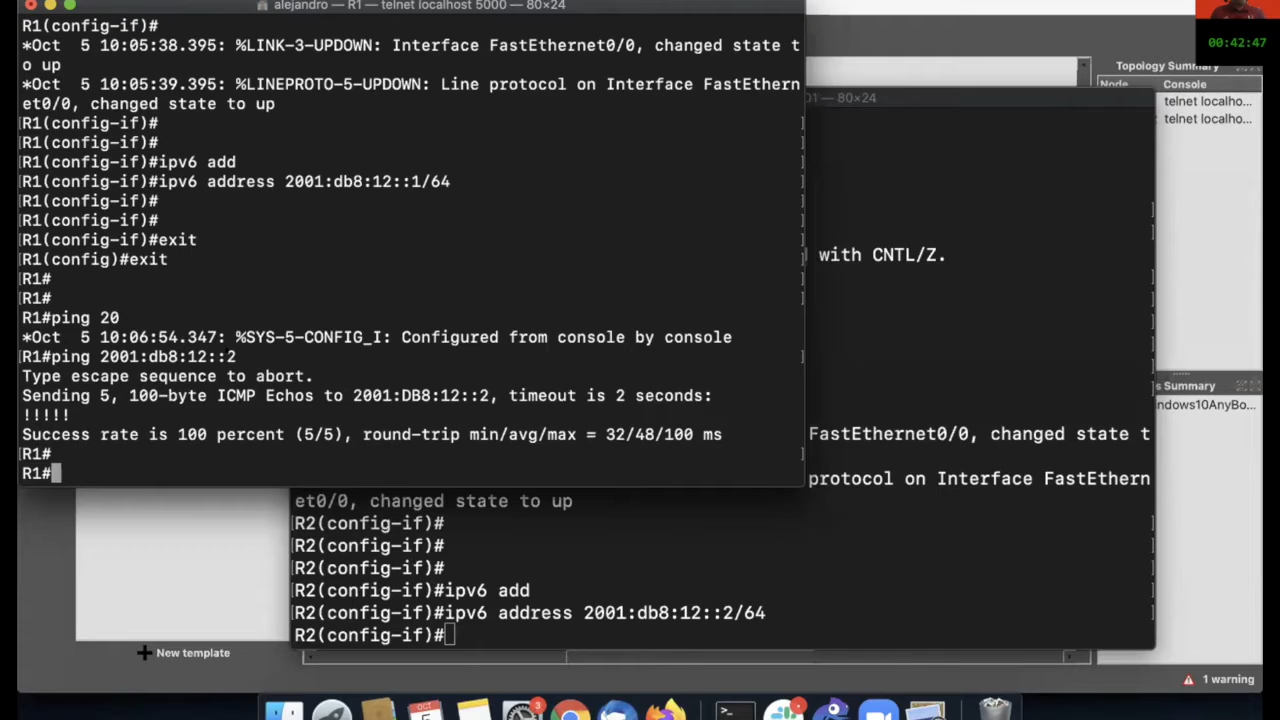 alejandro — R1 — telnet localhost 5000 — 80×24
R1(config-if)#
*Oct  5 10:05:38.395: %LINK-3-UPDOWN: Interface FastEthernet0/0, changed state t
o up
*Oct  5 10:05:39.395: %LINEPROTO-5-UPDOWN: Line protocol on Interface FastEthern
et0/0, changed state to up
[R1(config-if)# ]
[R1(config-if)# ]
[R1(config-if)#ipv6 add ]
[R1(config-if)#ipv6 address 2001:db8:12::1/64 ]
[R1(config-if)# ]
[R1(config-if)# ]
[R1(config-if)#exit ]
[R1(config)#exit ]
[R1# ]
[R1# ]
R1#ping 20
*Oct  5 10:06:54.347: %SYS-5-CONFIG_I: Configured from console by console
[R1#ping 2001:db8:12::2 ]
Type escape sequence to abort.
Sending 5, 100-byte ICMP Echos to 2001:DB8:12::2, timeout is 2 seconds:
!!!!!
Success rate is 100 percent (5/5), round-trip min/avg/max = 32/48/100 ms
[R1# ]
R1#
— 80×24
with CNTL/Z.
FastEthernet0/0, changed state t
protocol on Interface FastEthern
et0/0, changed state to up
[R2(config-if)# ]
[R2(config-if)# ]
[R2(config-if)# ]
[R2(config-if)#ipv6 add ]
[R2(config-if)#ipv6 address 2001:db8:12::2/64 ]
R2(config-if)#
00:42:47
Topology Summary
Node Console
telnet localho...
telnet localho...
s Summary
ndows10AnyBo...
New template
1 warning
OCT
5
3